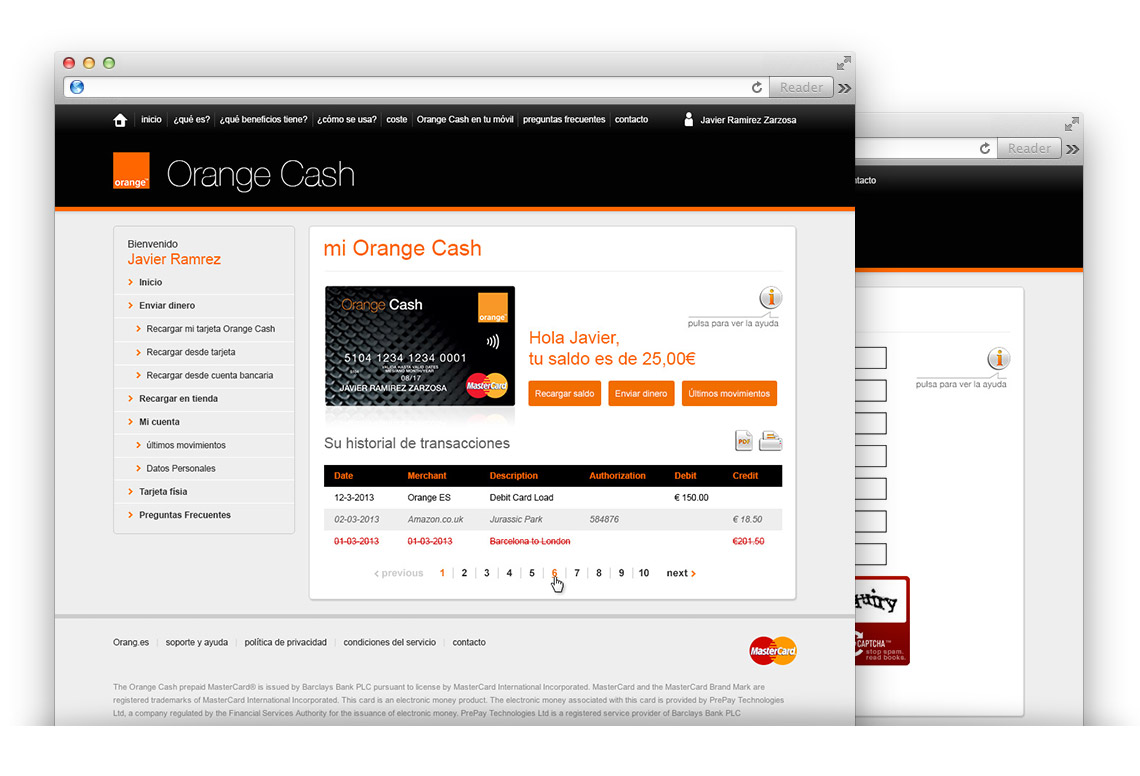 Reader
Reader
inicio ¿qué es? ¿qué beneficios tiene? ¿cómo se usa? coste Orange Cash en tu móvil preguntas frecuentes contacto Javier Ramirez Zarzosa
tacto
orange™ Orange Cash
Bienvenido
Javier Ramrez
Inicio
Enviar dinero
Recargar mi tarjeta Orange Cash
Recargar desde tarjeta
Recargar desde cuenta bancaria
Recargar en tienda
Mi cuenta
últimos movimientos
Datos Personales
Tarjeta fisia
Preguntas Frecuentes
mi Orange Cash
Orange Cash
orange™
5104 1234 1234 0001
5104
VALIDA HASTA VALID DATES
08/17
JAVIER RAMIREZ ZARZOSA
MasterCard
pulsa para ver la ayuda
Hola Javier,
tu saldo es de 25,00€
Recargar saldo Enviar dinero Últimos movimientos
pulsa para ver la ayuda
Su historial de transacciones
PDF
Date Merchant Description Authorization Debit Credit
12-3-2013 Orange ES Debit Card Load € 150.00
02-03-2013 Amazon.co.uk Jurassic Park 584876 € 18.50
01-03-2013 01-03-2013 Barcelona to London €201.50
previous 1 2 3 4 5 6 7 8 9 10 next
quiry
CAPTCHA™
stop spam.
read books.
Orang.es soporte y ayuda política de privacidad condiciones del servicio contacto
MasterCard
The Orange Cash prepaid MasterCard® is issued by Barclays Bank PLC pursuant to license by MasterCard International Incorporated. MasterCard and the MasterCard Brand Mark are
registered trademarks of MasterCard International Incorporated. This card is an electronic money product. The electronic money associated with this card is provided by PrePay Technologies
Ltd, a company regulated by the Financial Services Authority for the issuance of electronic money. PrePay Technologies Ltd is a registered service provider of Barclays Bank PLC